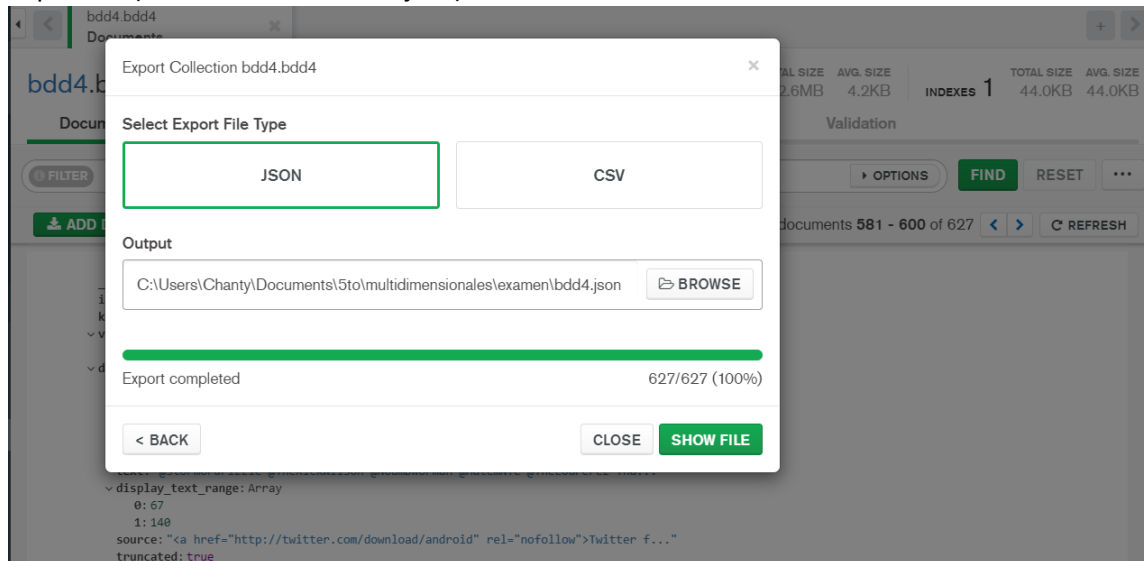 bdd4.bdd4
Documents
Export Collection bdd4.bdd4
bdd4.b
AL SIZE AVG. SIZE TOTAL SIZE AVG. SIZE
2.6MB 4.2KB INDEXES 1 44.0KB 44.0KB
Docum Select Export File Type Validation
FILTER JSON CSV OPTIONS FIND RESET ...
ADD documents 581 - 600 of 627 REFRESH
Output
C:\Users\Chanty\Documents\5to\multidimensionales\examen\bdd4.json BROWSE
i
k
v
d
Export completed 627/627 (100%)
< BACK CLOSE SHOW FILE
display_text_range: Array
0: 67
1: 140
source: "<a href="http://twitter.com/download/android" rel="nofollow">Twitter f..."
truncated: true